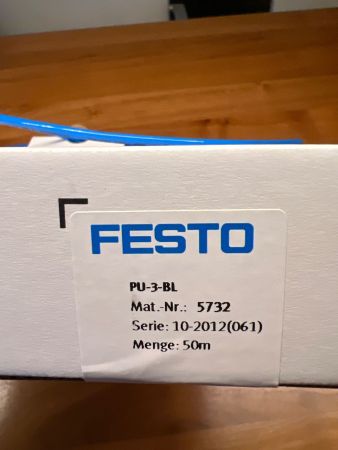 FESTO
PU-3-BL
Mat.-Nr.: 5732
Serie: 10-2012(061)
Menge: 50m